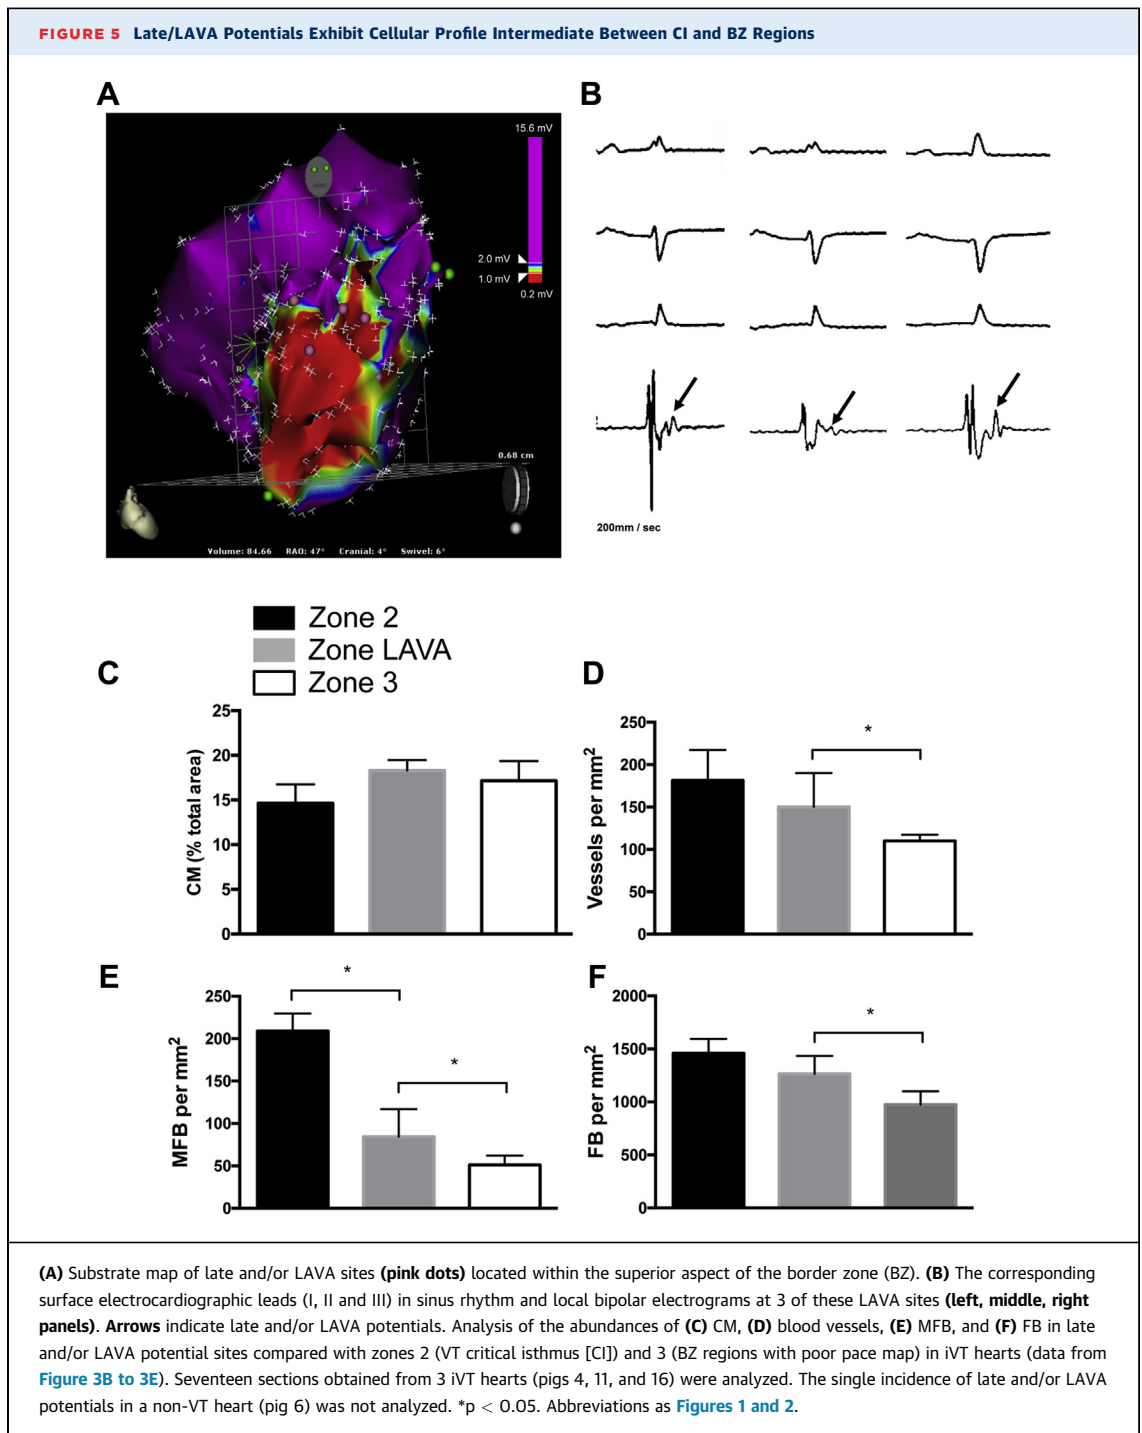 FIGURE 5 Late/LAVA Potentials Exhibit Cellular Profile Intermediate Between CI and BZ Regions
A
B
15.6 mV
2.0 mV
1.0 mV
0.2 mV
R
0.68 cm
Volume: 84.66 RAO: 47° Cranial: 4° Swivel: 6°
200mm / sec
Zone 2
Zone LAVA
Zone 3
C
CM (% total area)
25
20
15
10
5
0
D
Vessels per mm²
250
200
150
100
50
0
*
E
MFB per mm²
250
200
150
100
50
0
*
*
F
FB per mm²
2000
1500
1000
500
0
*
(A) Substrate map of late and/or LAVA sites (pink dots) located within the superior aspect of the border zone (BZ). (B) The corresponding
surface electrocardiographic leads (I, II and III) in sinus rhythm and local bipolar electrograms at 3 of these LAVA sites (left, middle, right
panels). Arrows indicate late and/or LAVA potentials. Analysis of the abundances of (C) CM, (D) blood vessels, (E) MFB, and (F) FB in late
and/or LAVA potential sites compared with zones 2 (VT critical isthmus [CI]) and 3 (BZ regions with poor pace map) in iVT hearts (data from
Figure 3B to 3E). Seventeen sections obtained from 3 iVT hearts (pigs 4, 11, and 16) were analyzed. The single incidence of late and/or LAVA
potentials in a non-VT heart (pig 6) was not analyzed. *p < 0.05. Abbreviations as Figures 1 and 2.